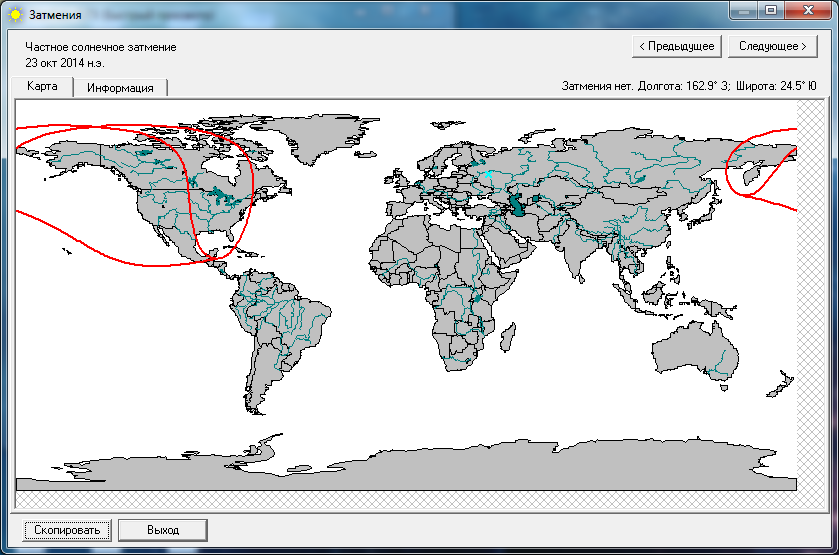 Затмения
Частное солнечное затмение
23 окт 2014 н.э.
< Предыдущее
Следующее >
Карта
Информация
Затмения нет. Долгота: 162.9° З; Широта: 24.5° Ю
Скопировать
Выход